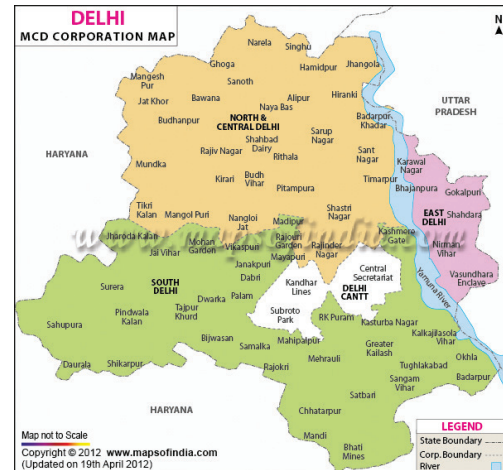 DELHI
MCD CORPORATION MAP
N
Narela
Singhu
Ghoga
Hamidpur
Jhangola
Mangesh
Pur
Sanoth
Jat Khor
Bawana
Alipur
Hiranki
Naya Bas
UTTAR
PRADESH
Budhanpur
NORTH &
CENTRAL DELHI
Badarpur
Khadar
HARYANA
Shahbad
Dairy
Sarup
Nagar
Rajiv Nagar
Rithala
Sant
Nagar
Karawal
Nagar
Mundka
Kirari
Budh
Vihar
Pitampura
Timarpur
Bhajanpura
Gokalpuri
Tikri
Kalan
Mangol Puri
Nangloi
Jat
Madipur
Shastri
Nagar
EAST
DELHI
Shahdara
www.mapsofindia.com
Jharoda Kalan
Mohan
Garden
Rajouri
Garden
Kashmere
Gate
Jai Vihar
Vikaspuri
Mayapuri
Rajinder
Nagar
Nirman
Vihar
Janakpuri
Dabri
Kandhar
Lines
Central
Secretariat
Vasundhara
Enclave
SOUTH
DELHI
DELHI
CANTT
Yamuna River
Surera
Dwarka
Palam
Pindwala
Kalan
Tajpur
Khurd
Subroto
Park
RK Puram
Kasturba Nagar
Sahupura
Bijwasan
Samalka
Mahipalpur
Greater
Kailash
Kalkajilasola
Vihar
Daurala
Shikarpur
Rajokri
Mehrauli
Tughlakabad
Okhla
Sangam
Vihar
Badarpur
Satbari
HARYANA
Chhatarpur
Mandi
Bhati
Mines
Map not to Scale
Copyright © 2012 www.mapsofindia.com
(Updated on 19th April 2012)
LEGEND
State Boundary
Corp. Boundary
River